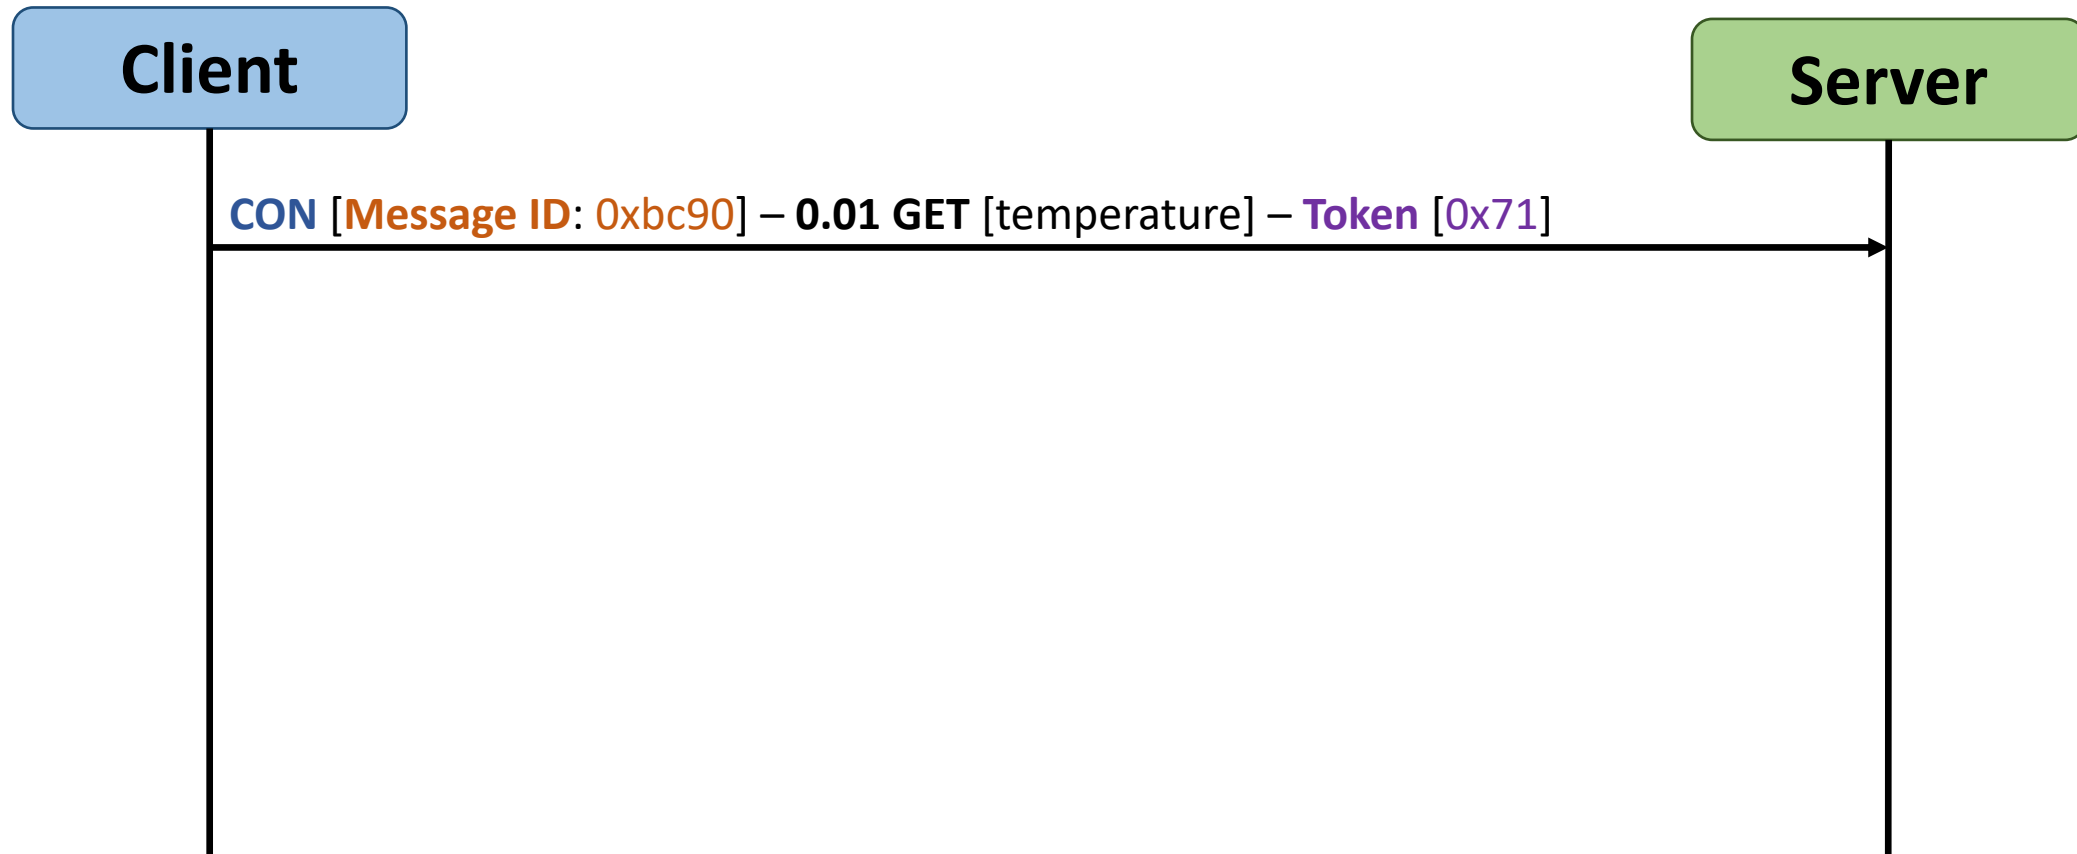 Client
Server
CON [Message ID: 0xbc90] – 0.01 GET [temperature] – Token [0x71]